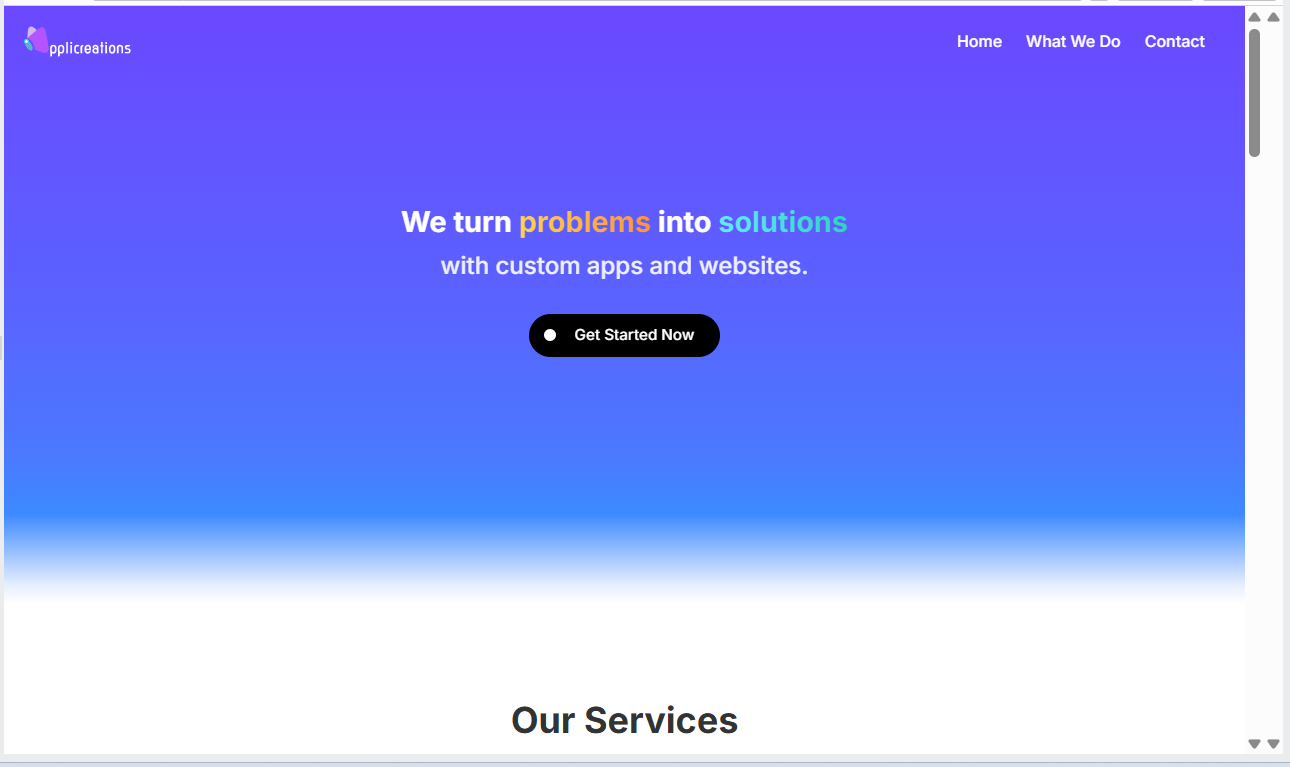 pplicreations
Home What We Do Contact
We turn problems into solutions
with custom apps and websites.
Get Started Now
Our Services